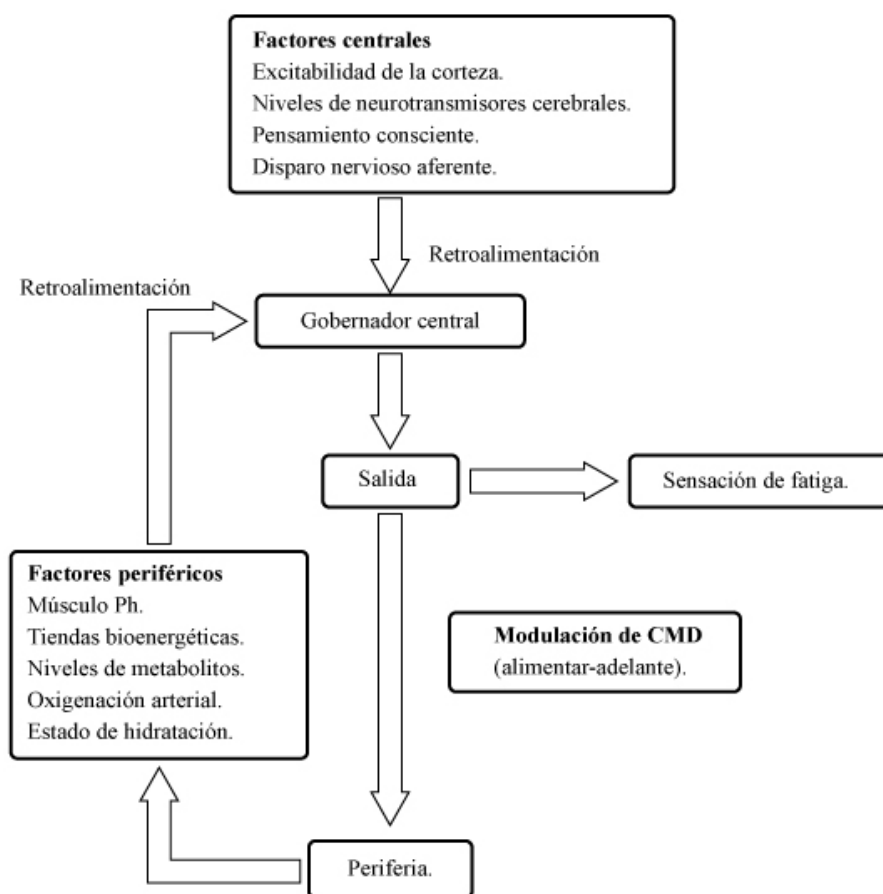 Factores centrales
Excitabilidad de la corteza.
Niveles de neurotransmisores cerebrales.
Pensamiento consciente.
Disparo nervioso aferente.
Retroalimentación
Retroalimentación
Gobernador central
Salida
Sensación de fatiga.
Factores periféricos
Músculo Ph.
Tiendas bioenergéticas.
Niveles de metabolitos.
Oxigenación arterial.
Estado de hidratación.
Modulación de CMD
(alimentar-adelante).
Periferia.